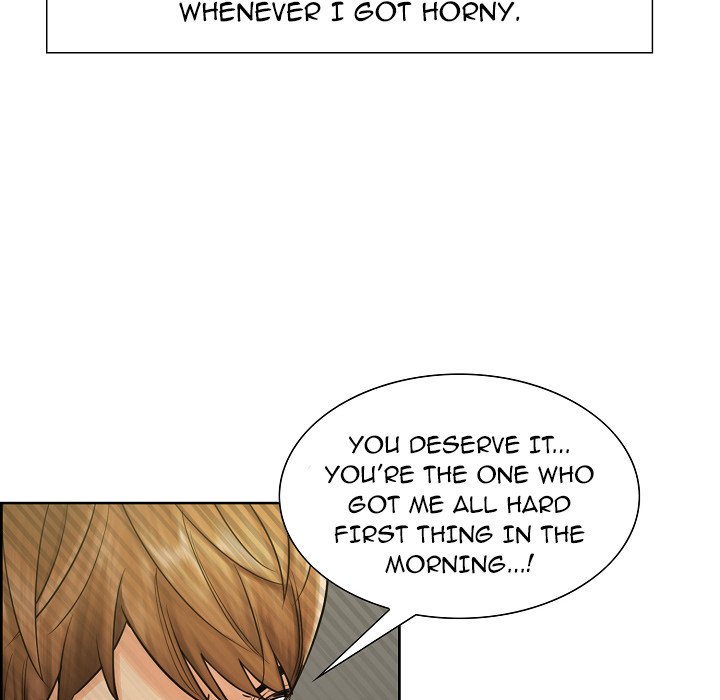 WHENEVER I GOT HORNY.
YOU DESERVE IT...
YOU'RE THE ONE WHO
GOT ME ALL HARD
FIRST THING IN THE
MORNING...!